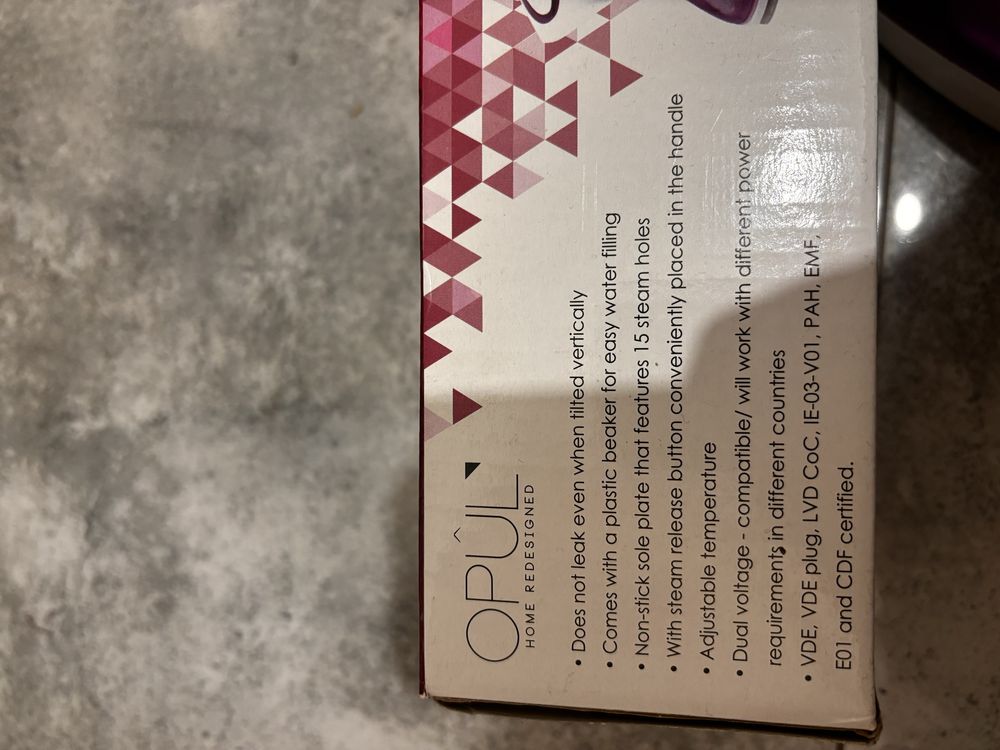 OPÛL
HOME REDESIGNED
• Does not leak even when tilted vertically
• Comes with a plastic beaker for easy water filling
• Non-stick sole plate that features 15 steam holes
• With steam release button conveniently placed in the handle
• Adjustable temperature
• Dual voltage - compatible/ will work with different power
requirements in different countries
• VDE, VDE plug, LVD CoC, IE-03-V01, PAH, EMF,
E01 and CDF certified.